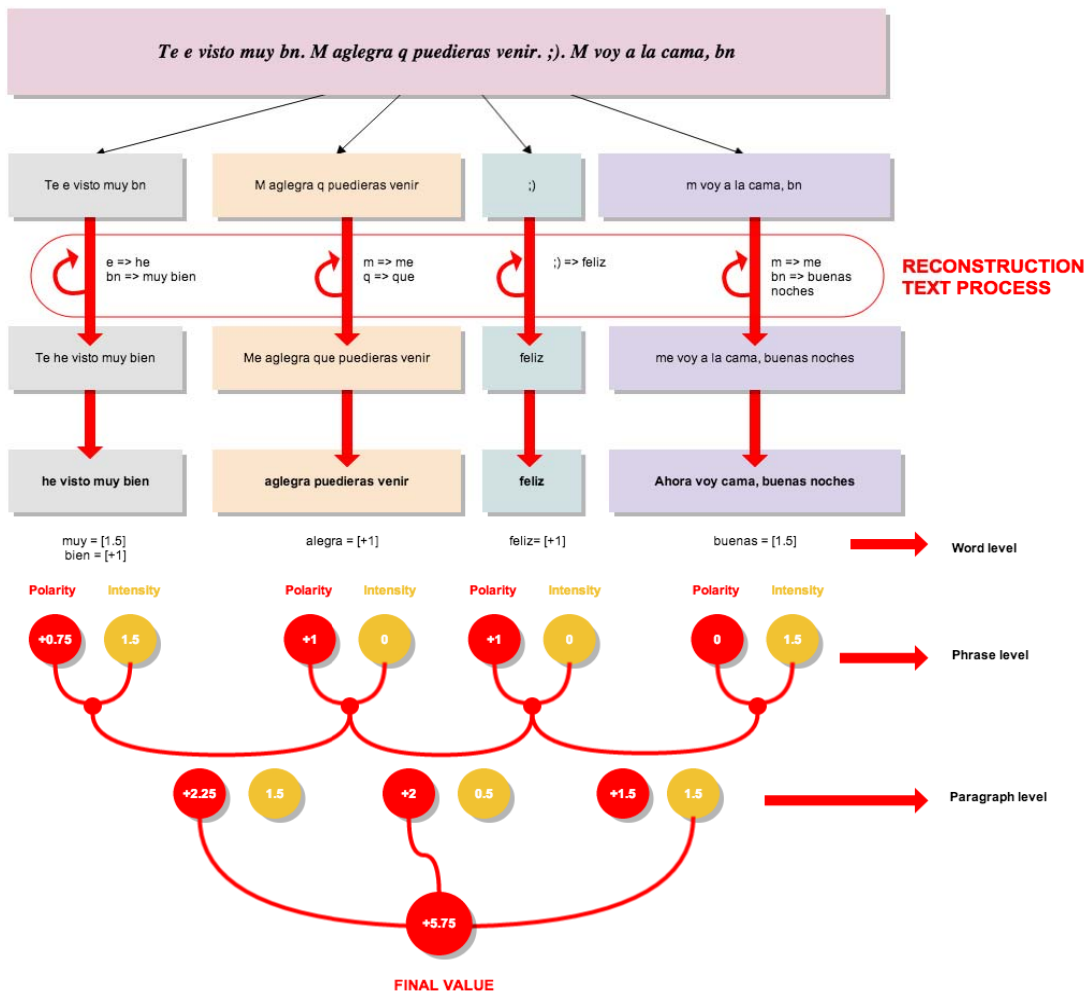 Te e visto muy bn. M aglegra q puedieras venir. ;). M voy a la cama, bn
Te e visto muy bn
M aglegra q puedieras venir
;)
m voy a la cama, bn
e => he
bn => muy bien
m => me
q => que
;) => feliz
m => me
bn => buenas
noches
RECONSTRUCTION
TEXT PROCESS
Te he visto muy bien
Me aglegra que puedieras venir
feliz
me voy a la cama, buenas noches
he visto muy bien
aglegra puedieras venir
feliz
Ahora voy cama, buenas noches
muy = [1.5]
bien = [+1]
alegra = [+1]
feliz= [+1]
buenas = [1.5]
Word level
Polarity
Intensity
Polarity
Intensity
Polarity
Intensity
Polarity
Intensity
+0.75
1.5
+1
0
+1
0
0
1.5
Phrase level
+2.25
1.5
+2
0.5
+1.5
1.5
Paragraph level
+5.75
FINAL VALUE